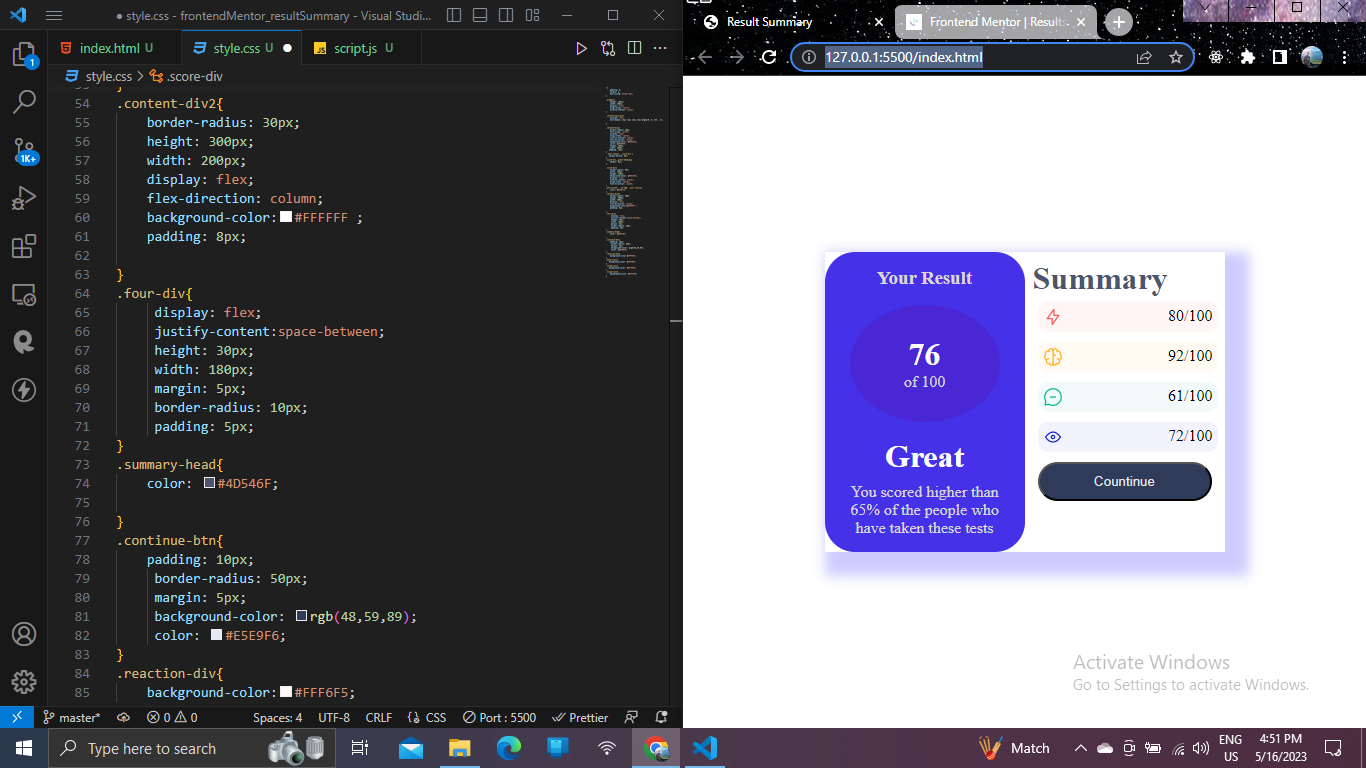 style.css - frontendMentor_resultSummary - Visual Studi...
index.html U
style.css U
script.js U
style.css > .score-div
54 .content-div2{
55 border-radius: 30px;
56 height: 300px;
57 width: 200px;
58 display: flex;
59 flex-direction: column;
60 background-color: #FFFFFF ;
61 padding: 8px;
62
63 }
64 .four-div{
65 display: flex;
66 justify-content:space-between;
67 height: 30px;
68 width: 180px;
69 margin: 5px;
70 border-radius: 10px;
71 padding: 5px;
72 }
73 .summary-head{
74 color: #4D546F;
75
76 }
77 .continue-btn{
78 padding: 10px;
79 border-radius: 50px;
80 margin: 5px;
81 background-color: rgb(48,59,89);
82 color: #E5E9F6;
83 }
84 .reaction-div{
85 background-color: #FFF6F5;
1
1K+
master* 0 0 Spaces: 4 UTF-8 CRLF {} CSS Port : 5500 Prettier
Result Summary
Frontend Mentor | Results
127.0.0.1:5500/index.html
Your Result
76
of 100
Great
You scored higher than
65% of the people who
have taken these tests
Summary
80/100
92/100
61/100
72/100
Countinue
Activate Windows
Go to Settings to activate Windows.
Type here to search
Match
ENG
US
4:51 PM
5/16/2023